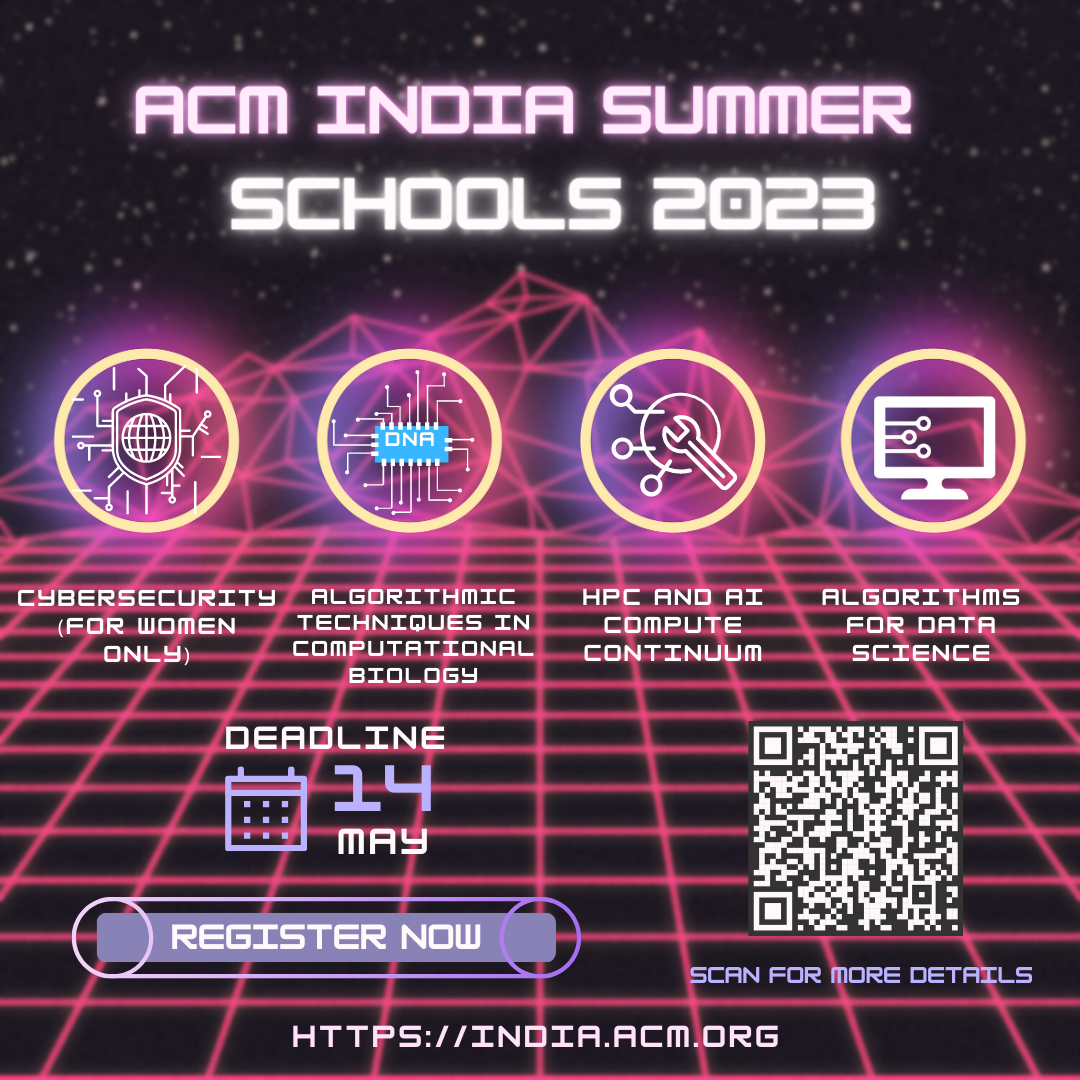 ACM INDIA SUMMER
SCHOOLS 2023
DNA
CYBERSECURITY
(FOR WOMEN
ONLY)
ALGORITHMIC
TECHNIQUES IN
COMPUTATIONAL
BIOLOGY
HPC AND AI
COMPUTE
CONTINUUM
ALGORITHMS
FOR DATA
SCIENCE
DEADLINE
14
MAY
REGISTER NOW
SCAN FOR MORE DETAILS
HTTPS://INDIA.ACM.ORG